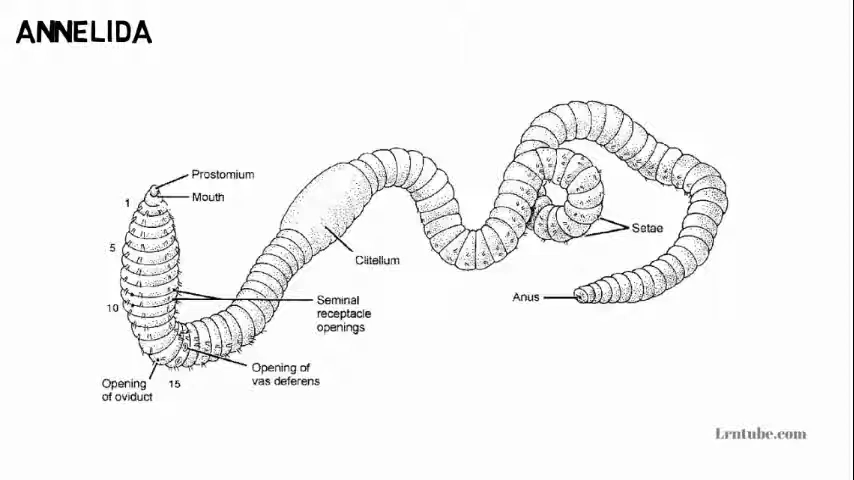 ANNELIDA
Prostomium
Mouth
1
5
10
Clitellum
Setae
Anus
Seminal
receptacle
openings
Opening of
vas deferens
Opening
of oviduct
15
Lrntube.com